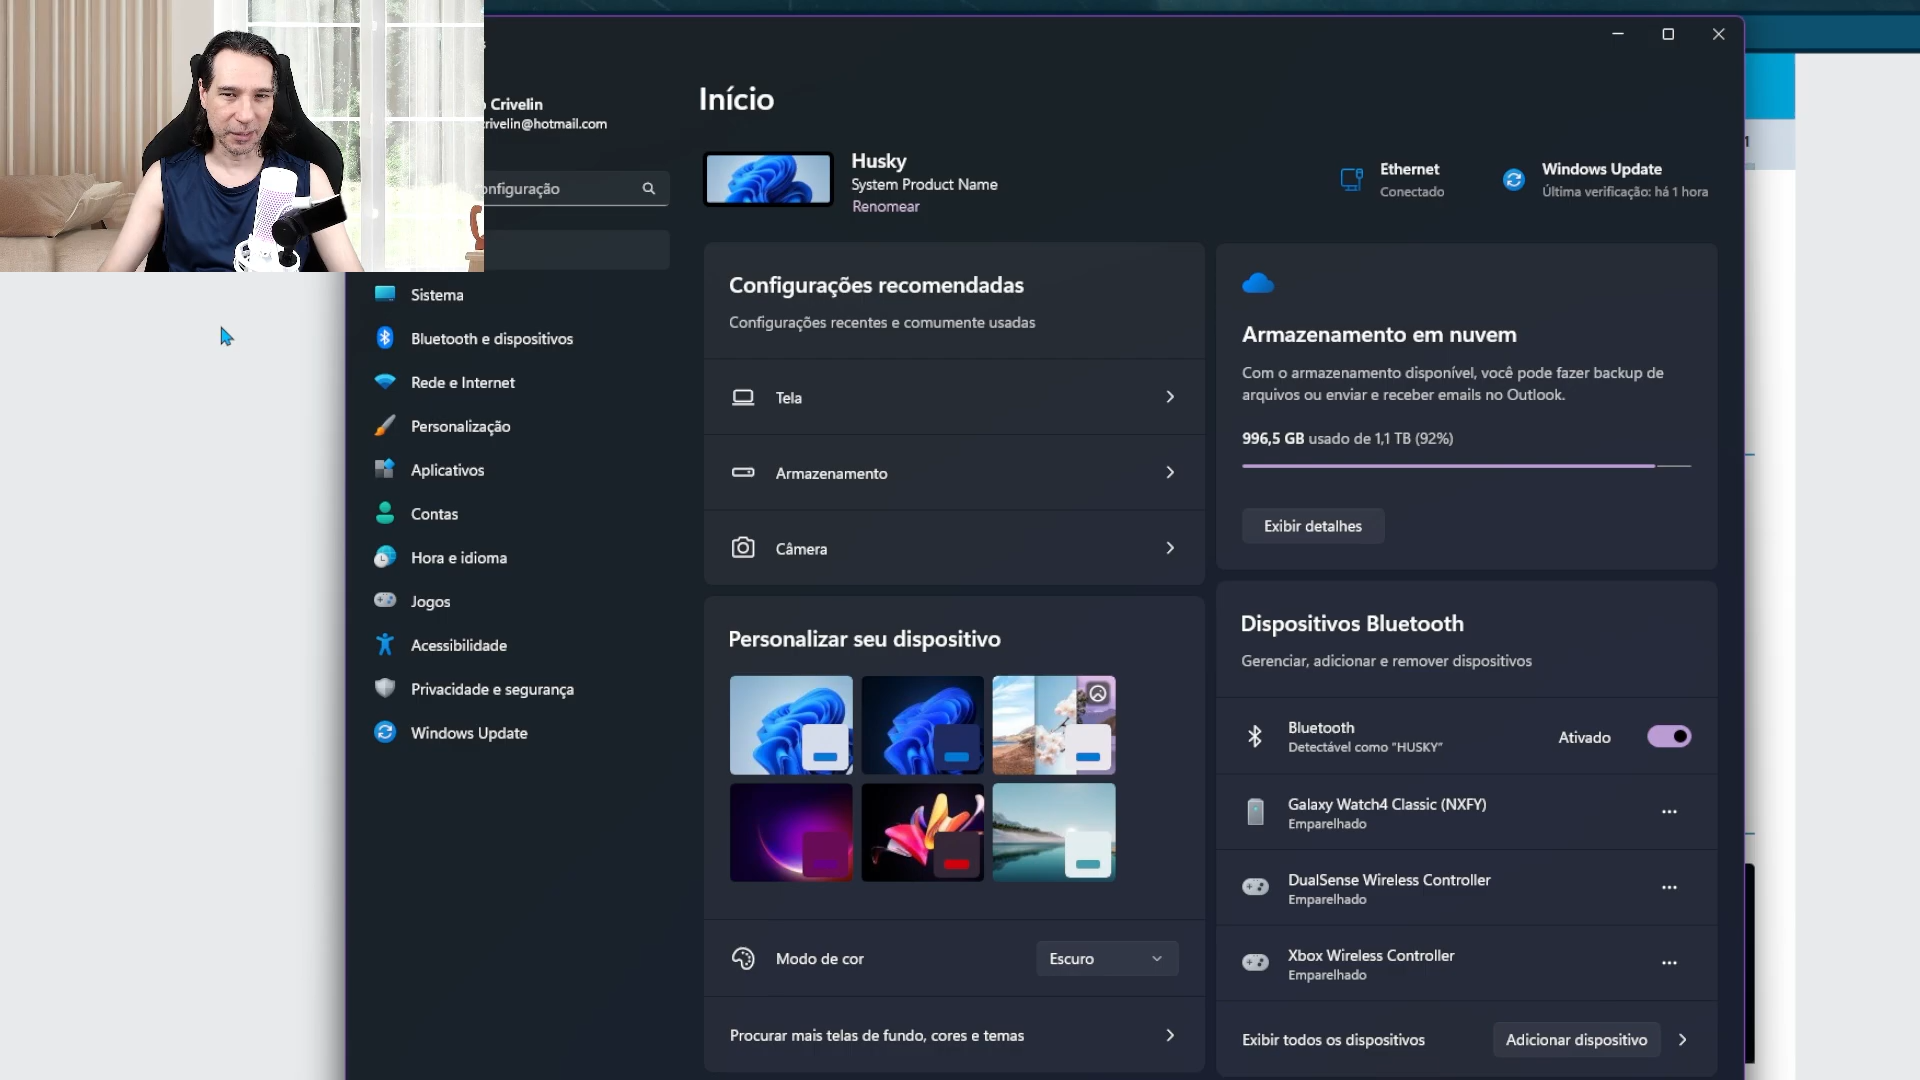 Crivelin
crivelin@hotmail.com
onfiguração
Sistema
Bluetooth e dispositivos
Rede e Internet
Personalização
Aplicativos
Contas
Hora e idioma
Jogos
Acessibilidade
Privacidade e segurança
Windows Update
Início
Husky
System Product Name
Renomear
Ethernet
Conectado
Windows Update
Última verificação: há 1 hora
Configurações recomendadas
Configurações recentes e comumente usadas
Tela
Armazenamento
Câmera
Personalizar seu dispositivo
Modo de cor
Escuro
Procurar mais telas de fundo, cores e temas
Armazenamento em nuvem
Com o armazenamento disponível, você pode fazer backup de
arquivos ou enviar e receber emails no Outlook.
996,5 GB usado de 1,1 TB (92%)
Exibir detalhes
Dispositivos Bluetooth
Gerenciar, adicionar e remover dispositivos
Bluetooth
Detectável como "HUSKY"
Ativado
Galaxy Watch4 Classic (NXFY)
Emparelhado
DualSense Wireless Controller
Emparelhado
Xbox Wireless Controller
Emparelhado
Exibir todos os dispositivos
Adicionar dispositivo